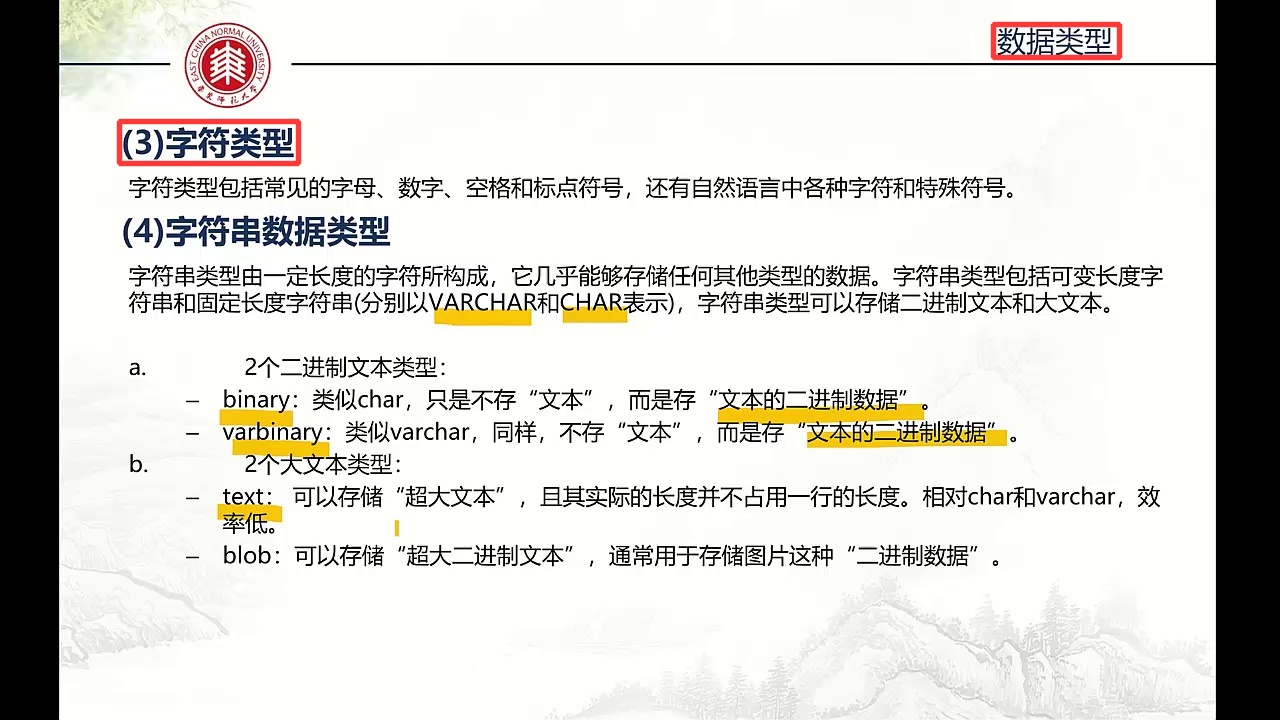 EAST CHINA NORMAL UNIVERSITY
华东师范大学
数据类型
(3)字符类型
字符类型包括常见的字母、数字、空格和标点符号，还有自然语言中各种字符和特殊符号。
(4)字符串数据类型
字符串类型由一定长度的字符所构成，它几乎能够存储任何其他类型的数据。字符串类型包括可变长度字
符串和固定长度字符串(分别以VARCHAR和CHAR表示)，字符串类型可以存储二进制文本和大文本。
a. 2个二进制文本类型：
– binary：类似char，只是不存“文本”，而是存“文本的二进制数据”。
– varbinary：类似varchar，同样，不存“文本”，而是存“文本的二进制数据”。
b. 2个大文本类型：
– text： 可以存储“超大文本”，且其实际的长度并不占用一行的长度。相对char和varchar，效
率低。
– blob：可以存储“超大二进制文本”，通常用于存储图片这种“二进制数据”。